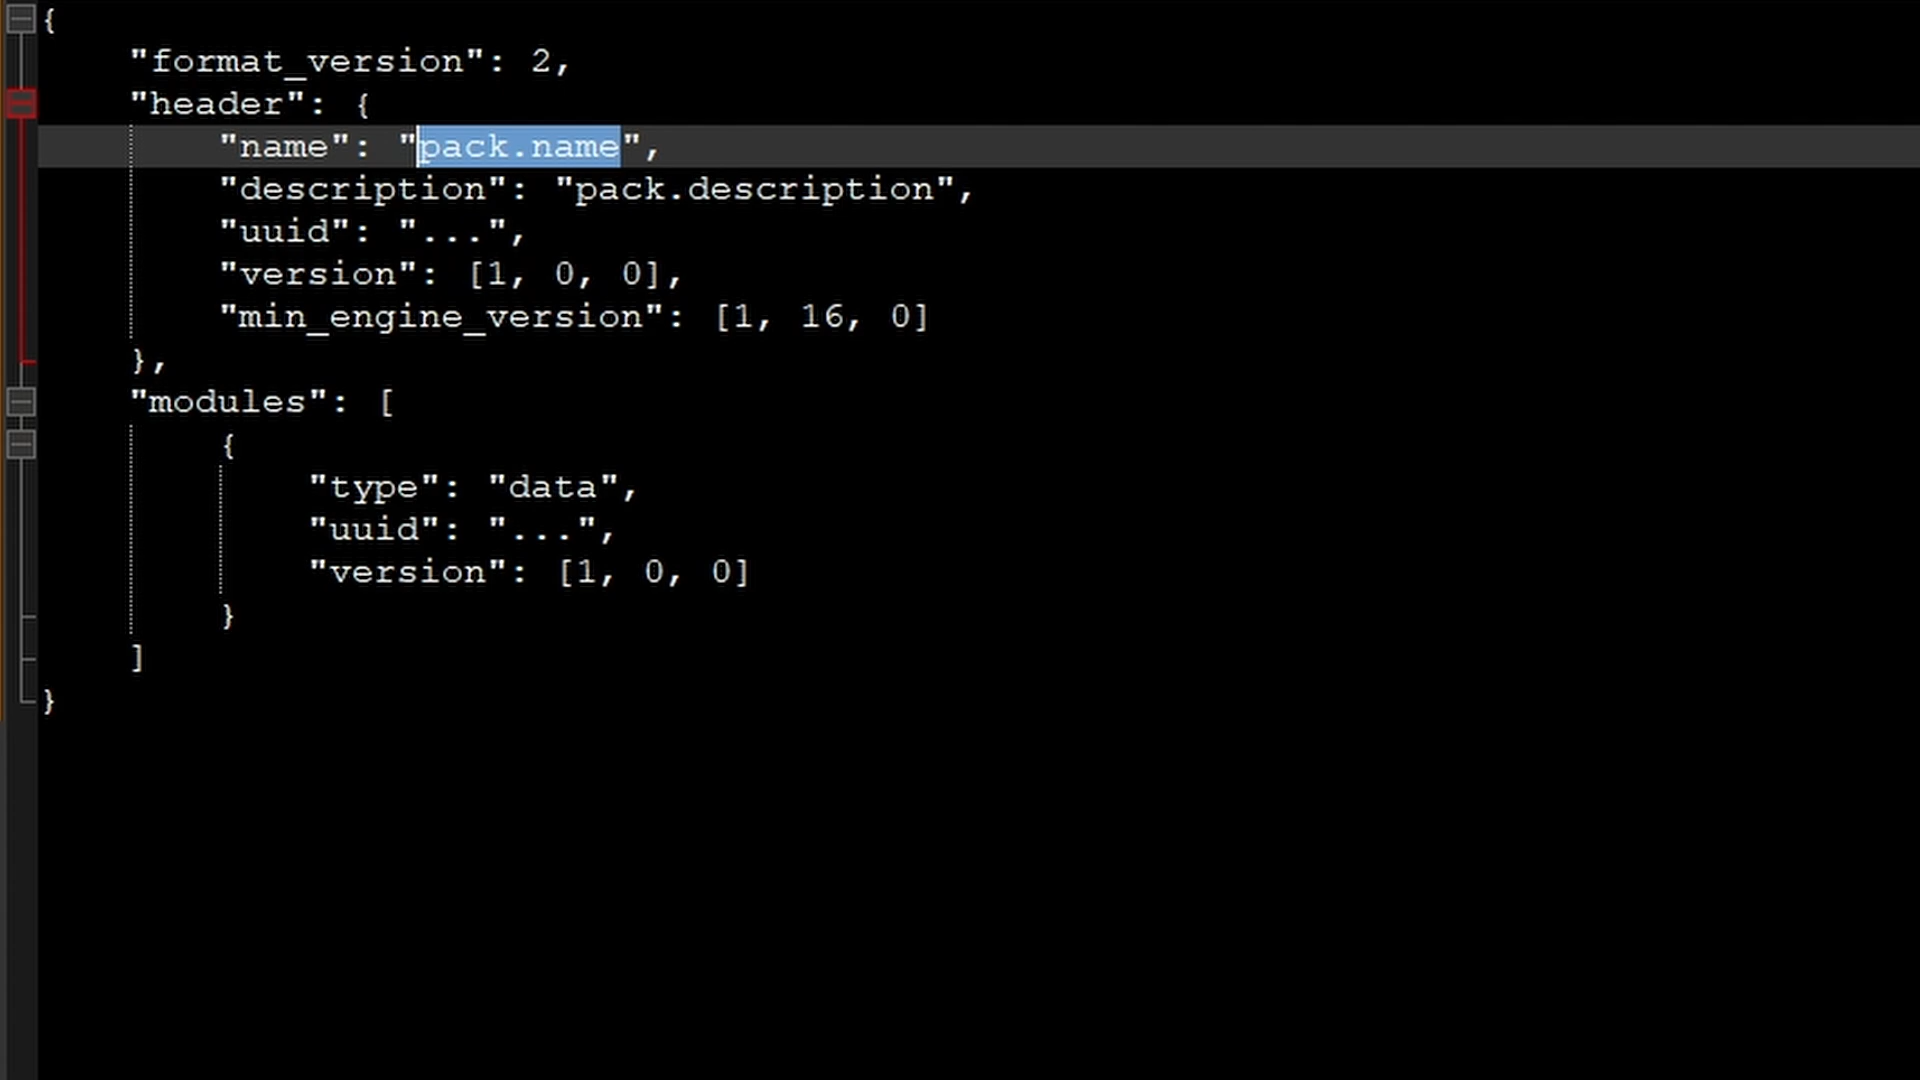 {
"format_version": 2,
"header": {
"name": "pack.name",
"description": "pack.description",
"uuid": "...",
"version": [1, 0, 0],
"min_engine_version": [1, 16, 0]
},
"modules": [
{
"type": "data",
"uuid": "...",
"version": [1, 0, 0]
}
]
}